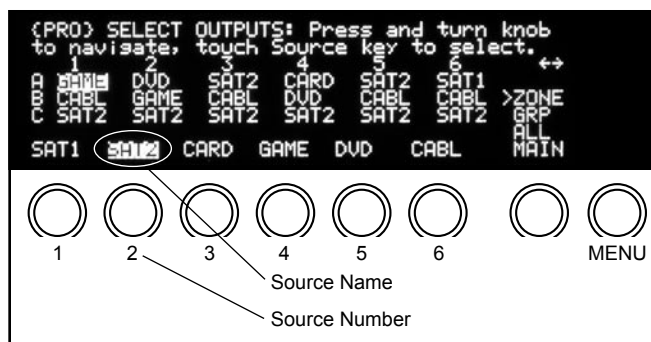 (PRO) SELECT OUTPUTS: Press and turn knob
to navigate, touch Source key to select.
1 2 3 4 5 6 ↔
A GAME DVD SAT2 CARD SAT2 SAT1
B CABL GAME CABL DVD CABL CABL >ZONE
C SAT2 SAT2 SAT2 SAT2 SAT2 SAT2 GRP
ALL
SAT1 SAT2 CARD GAME DVD CABL MAIN
1 2 3 4 5 6 MENU
Source Name
Source Number